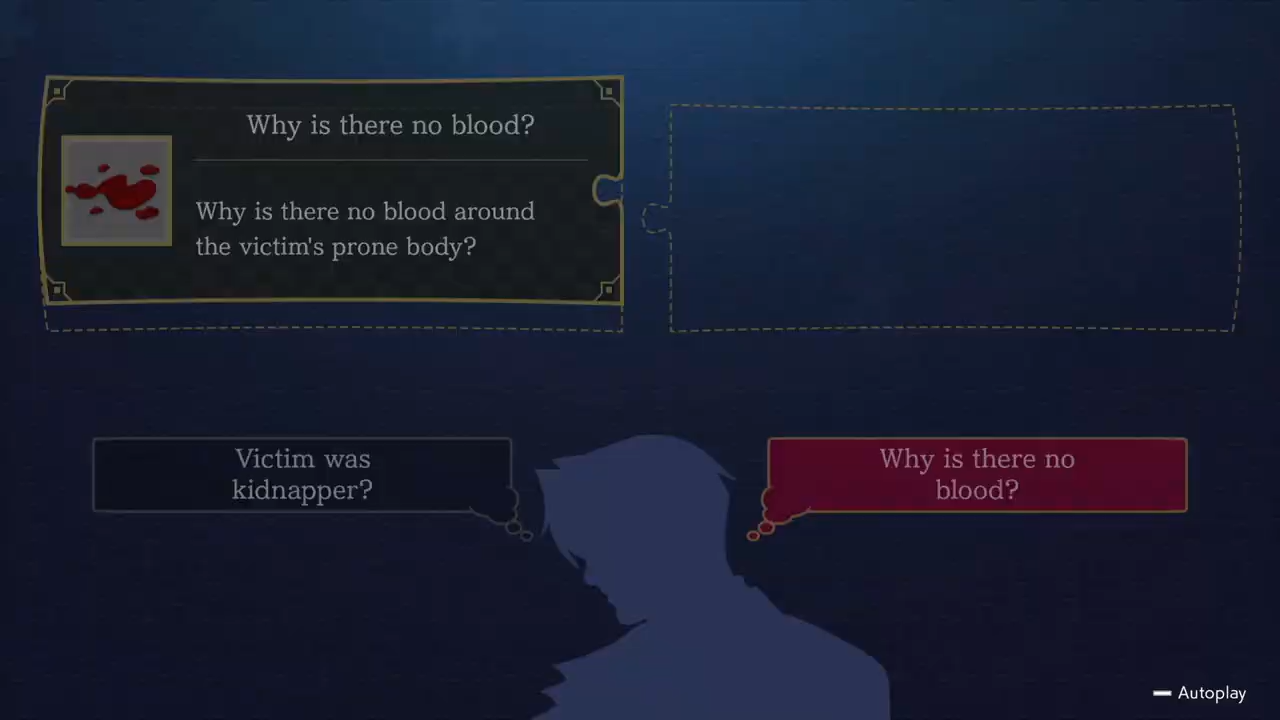 Why is there no blood?
Why is there no blood around
the victim's prone body?
Victim was
kidnapper?
Why is there no
blood?
Autoplay